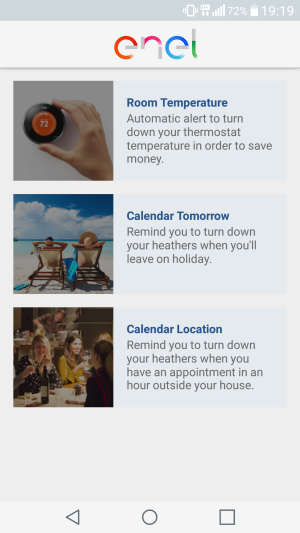 72% 19:19
enel
Room Temperature
Automatic alert to turn
down your thermostat
temperature in order to save
money.
72
Calendar Tomorrow
Remind you to turn down
your heathers when you'll
leave on holiday.
Calendar Location
Remind you to turn down
your heathers when you
have an appointment in an
hour outside your house.